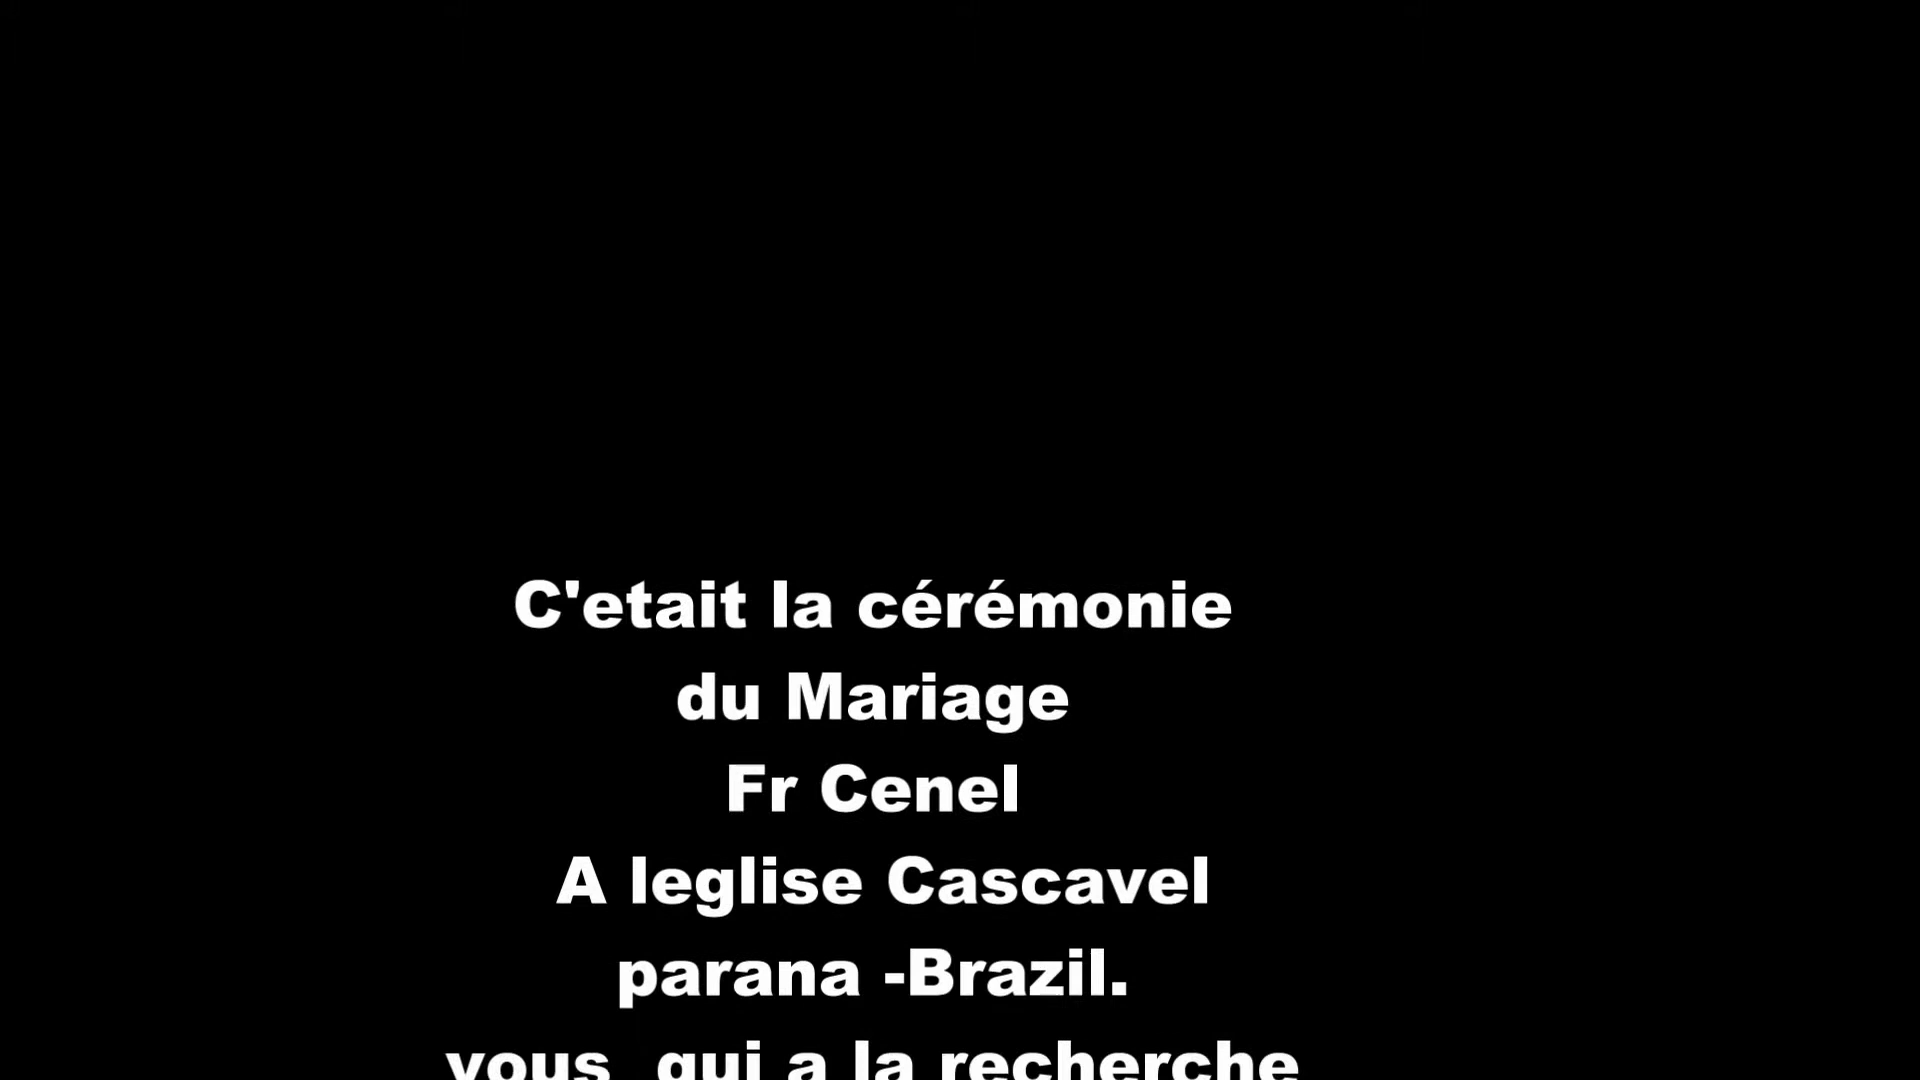 C'etait la cérémonie
du Mariage
Fr Cenel
A leglise Cascavel
parana -Brazil.
vous qui a la recherche